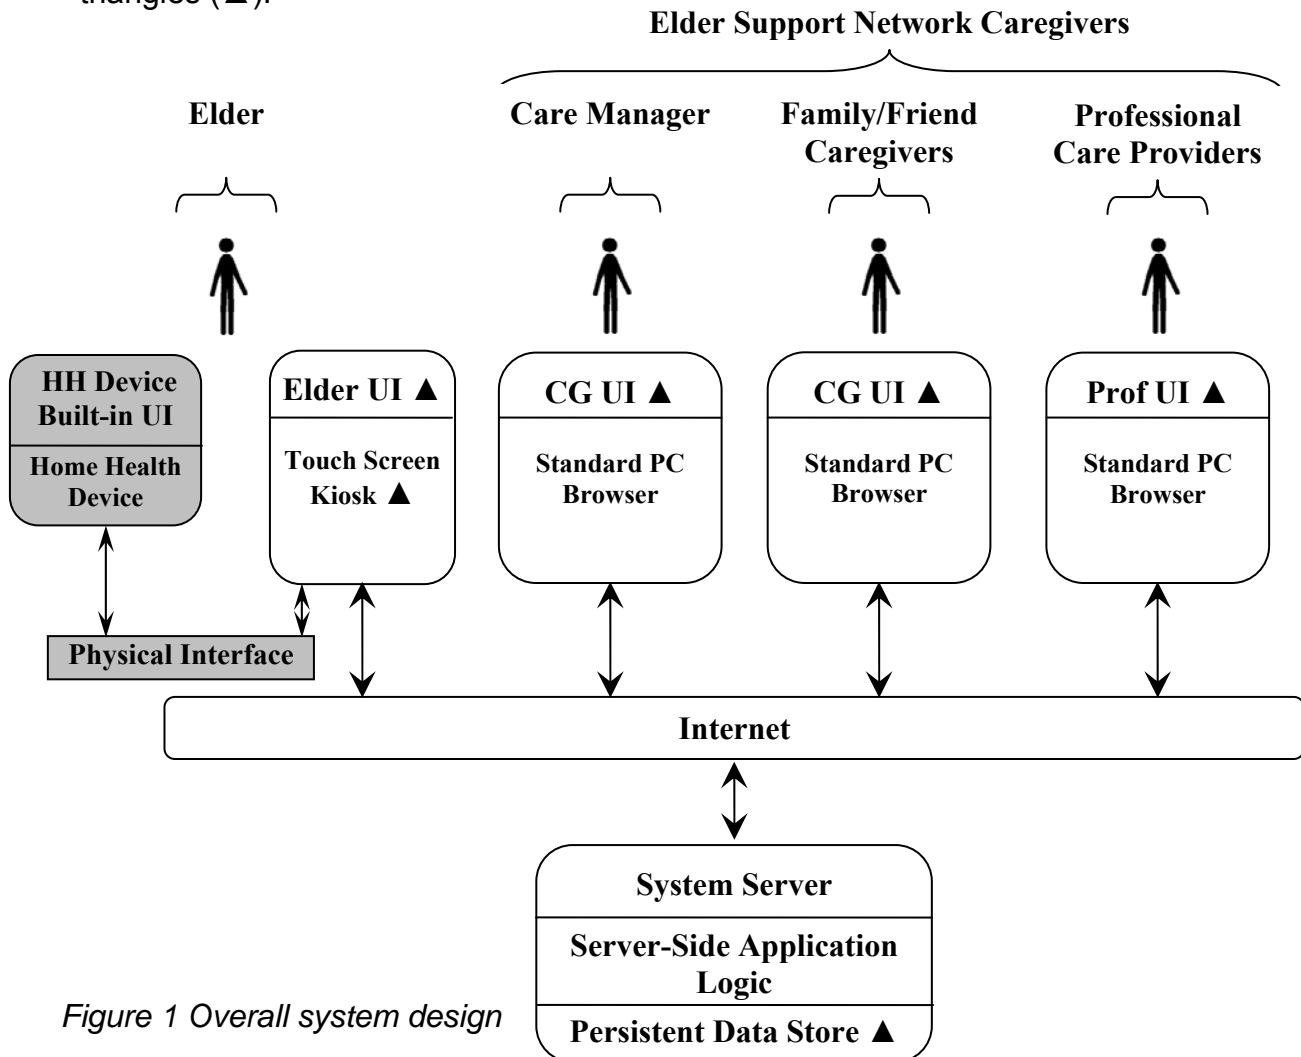 triangles (▲).
Elder Support Network Caregivers
Elder
Care Manager
Family/Friend
Caregivers
Professional
Care Providers
HH Device
Built-in UI
Home Health
Device
Elder UI ▲
Touch Screen
Kiosk ▲
CG UI ▲
Standard PC
Browser
CG UI ▲
Standard PC
Browser
Prof UI ▲
Standard PC
Browser
Physical Interface
Internet
System Server
Server-Side Application
Logic
Persistent Data Store ▲
Figure 1 Overall system design